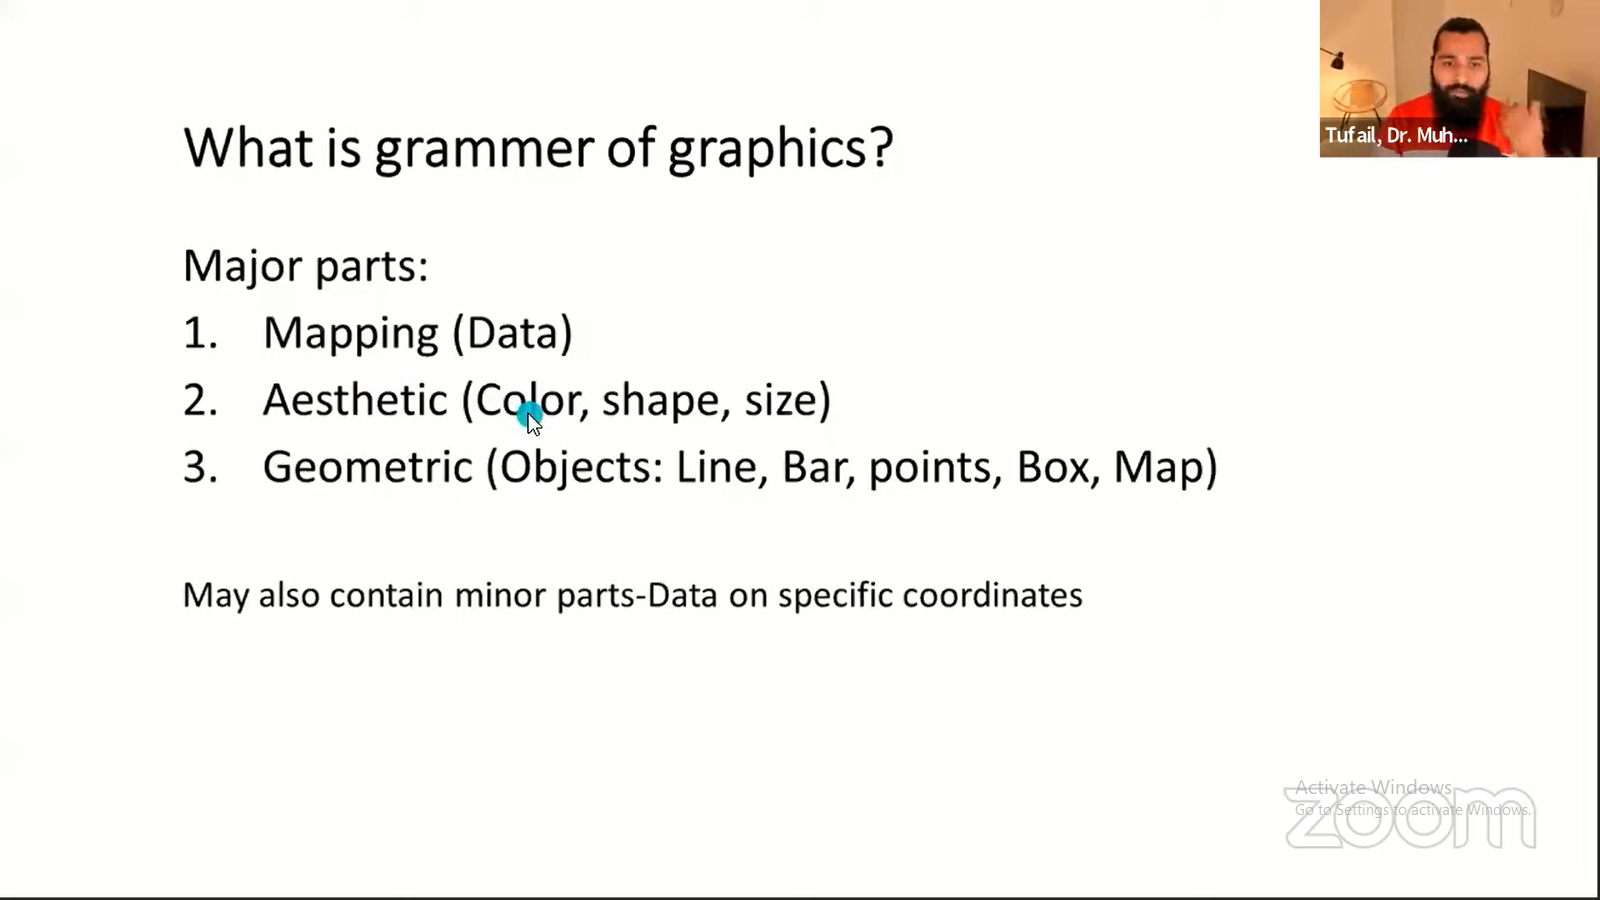 What is grammer of graphics?
Tufail, Dr. Muh...
Major parts:
1. Mapping (Data)
2. Aesthetic (Color, shape, size)
3. Geometric (Objects: Line, Bar, points, Box, Map)
May also contain minor parts-Data on specific coordinates
Activate Windows
Go to Settings to activate Windows.
zoom